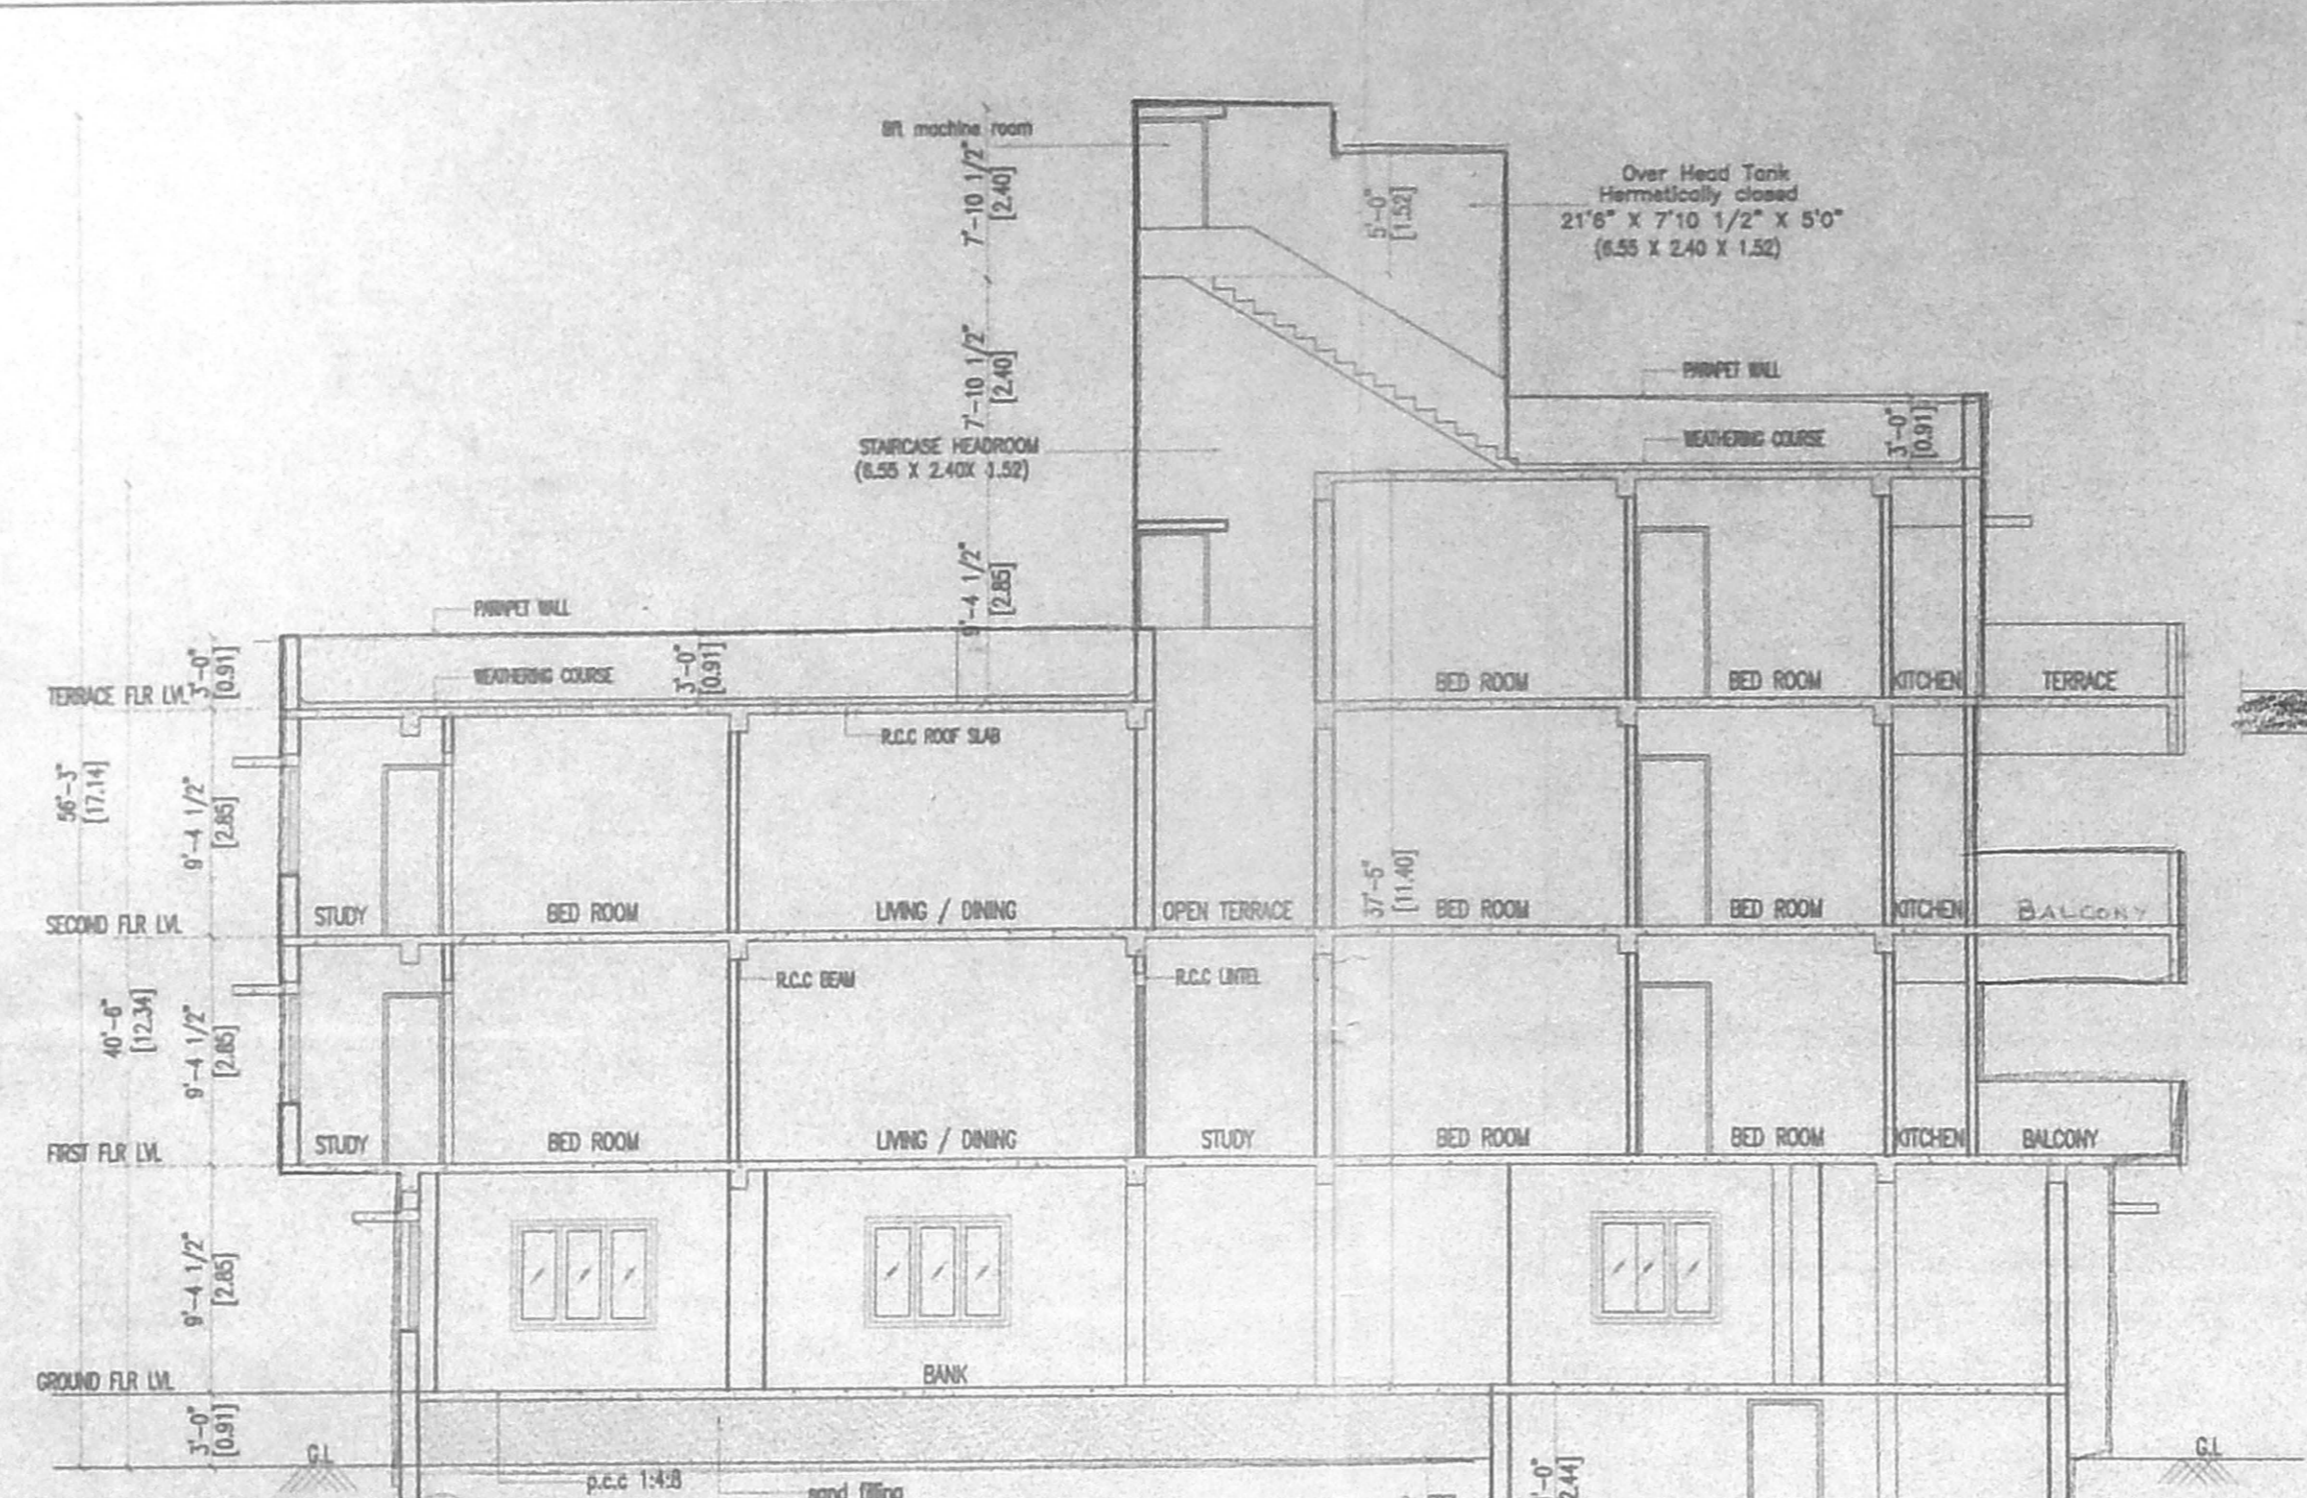 lift machine room
7'-10 1/2"
[2.40]
5'-0"
[1.52]
Over Head Tank
Hermetically closed
21'6" X 7'10 1/2" X 5'0"
(6.55 X 2.40 X 1.52)
7'-10 1/2"
[2.40]
PARAPET WALL
STAIRCASE HEADROOM
(6.55 X 2.40X 1.52)
WEATHERING COURSE
3'-0"
[0.91]
9'-4 1/2"
[2.85]
PARAPET WALL
TERRACE FLR LVL
3'-0"
[0.91]
WEATHERING COURSE
3'-0"
[0.91]
BED ROOM
BED ROOM
KITCHEN
TERRACE
R.C.C ROOF SLAB
56'-3"
[17.14]
9'-4 1/2"
[2.85]
37'-5"
[11.40]
SECOND FLR LVL
STUDY
BED ROOM
LIVING / DINING
OPEN TERRACE
BED ROOM
BED ROOM
KITCHEN
BALCONY
R.C.C BEAM
R.C.C LINTEL
40'-6"
[12.34]
9'-4 1/2"
[2.85]
FIRST FLR LVL
STUDY
BED ROOM
LIVING / DINING
STUDY
BED ROOM
BED ROOM
KITCHEN
BALCONY
9'-4 1/2"
[2.85]
BANK
GROUND FLR LVL
3'-0"
[0.91]
G.L
G.L
p.c.c 1:4:8
sand filling
'-0"
2.44]